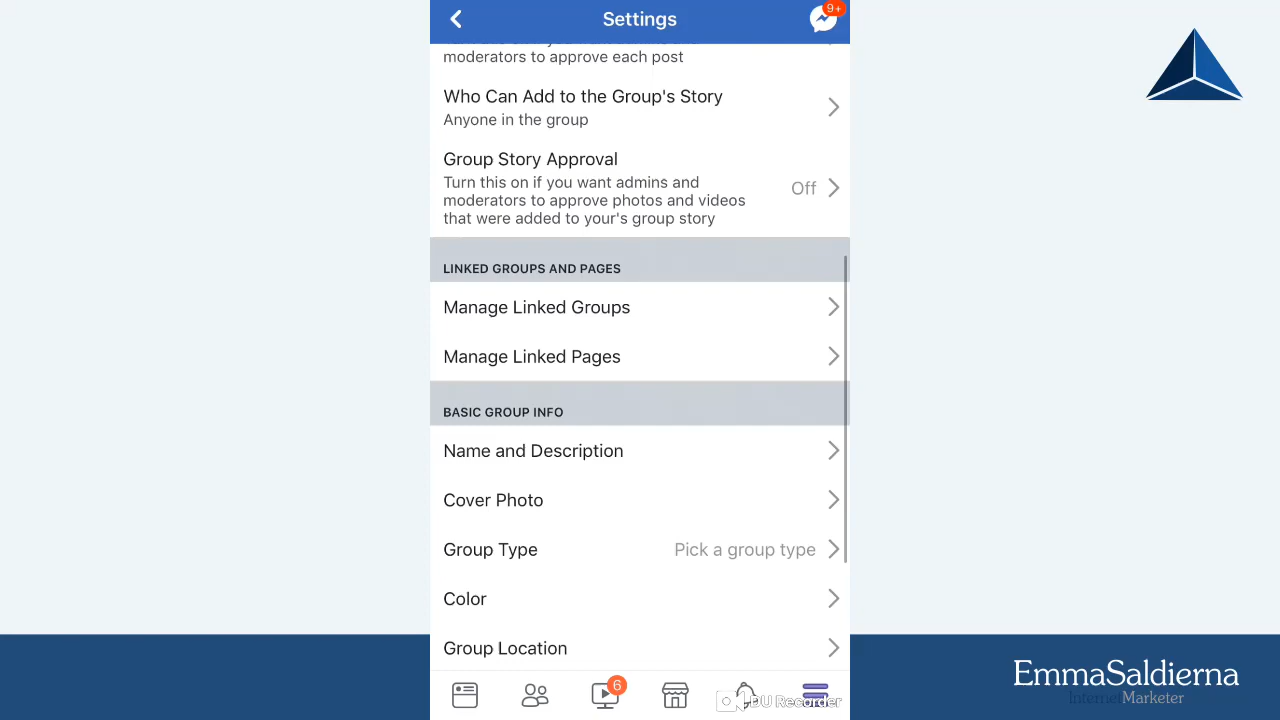 Settings
9+
moderators to approve each post
Who Can Add to the Group's Story
Anyone in the group
Group Story Approval
Turn this on if you want admins and
moderators to approve photos and videos
that were added to your's group story
Off
LINKED GROUPS AND PAGES
Manage Linked Groups
Manage Linked Pages
BASIC GROUP INFO
Name and Description
Cover Photo
Group Type
Pick a group type
Color
Group Location
6
DU Recorder
EmmaSaldierna
InternetMarketer